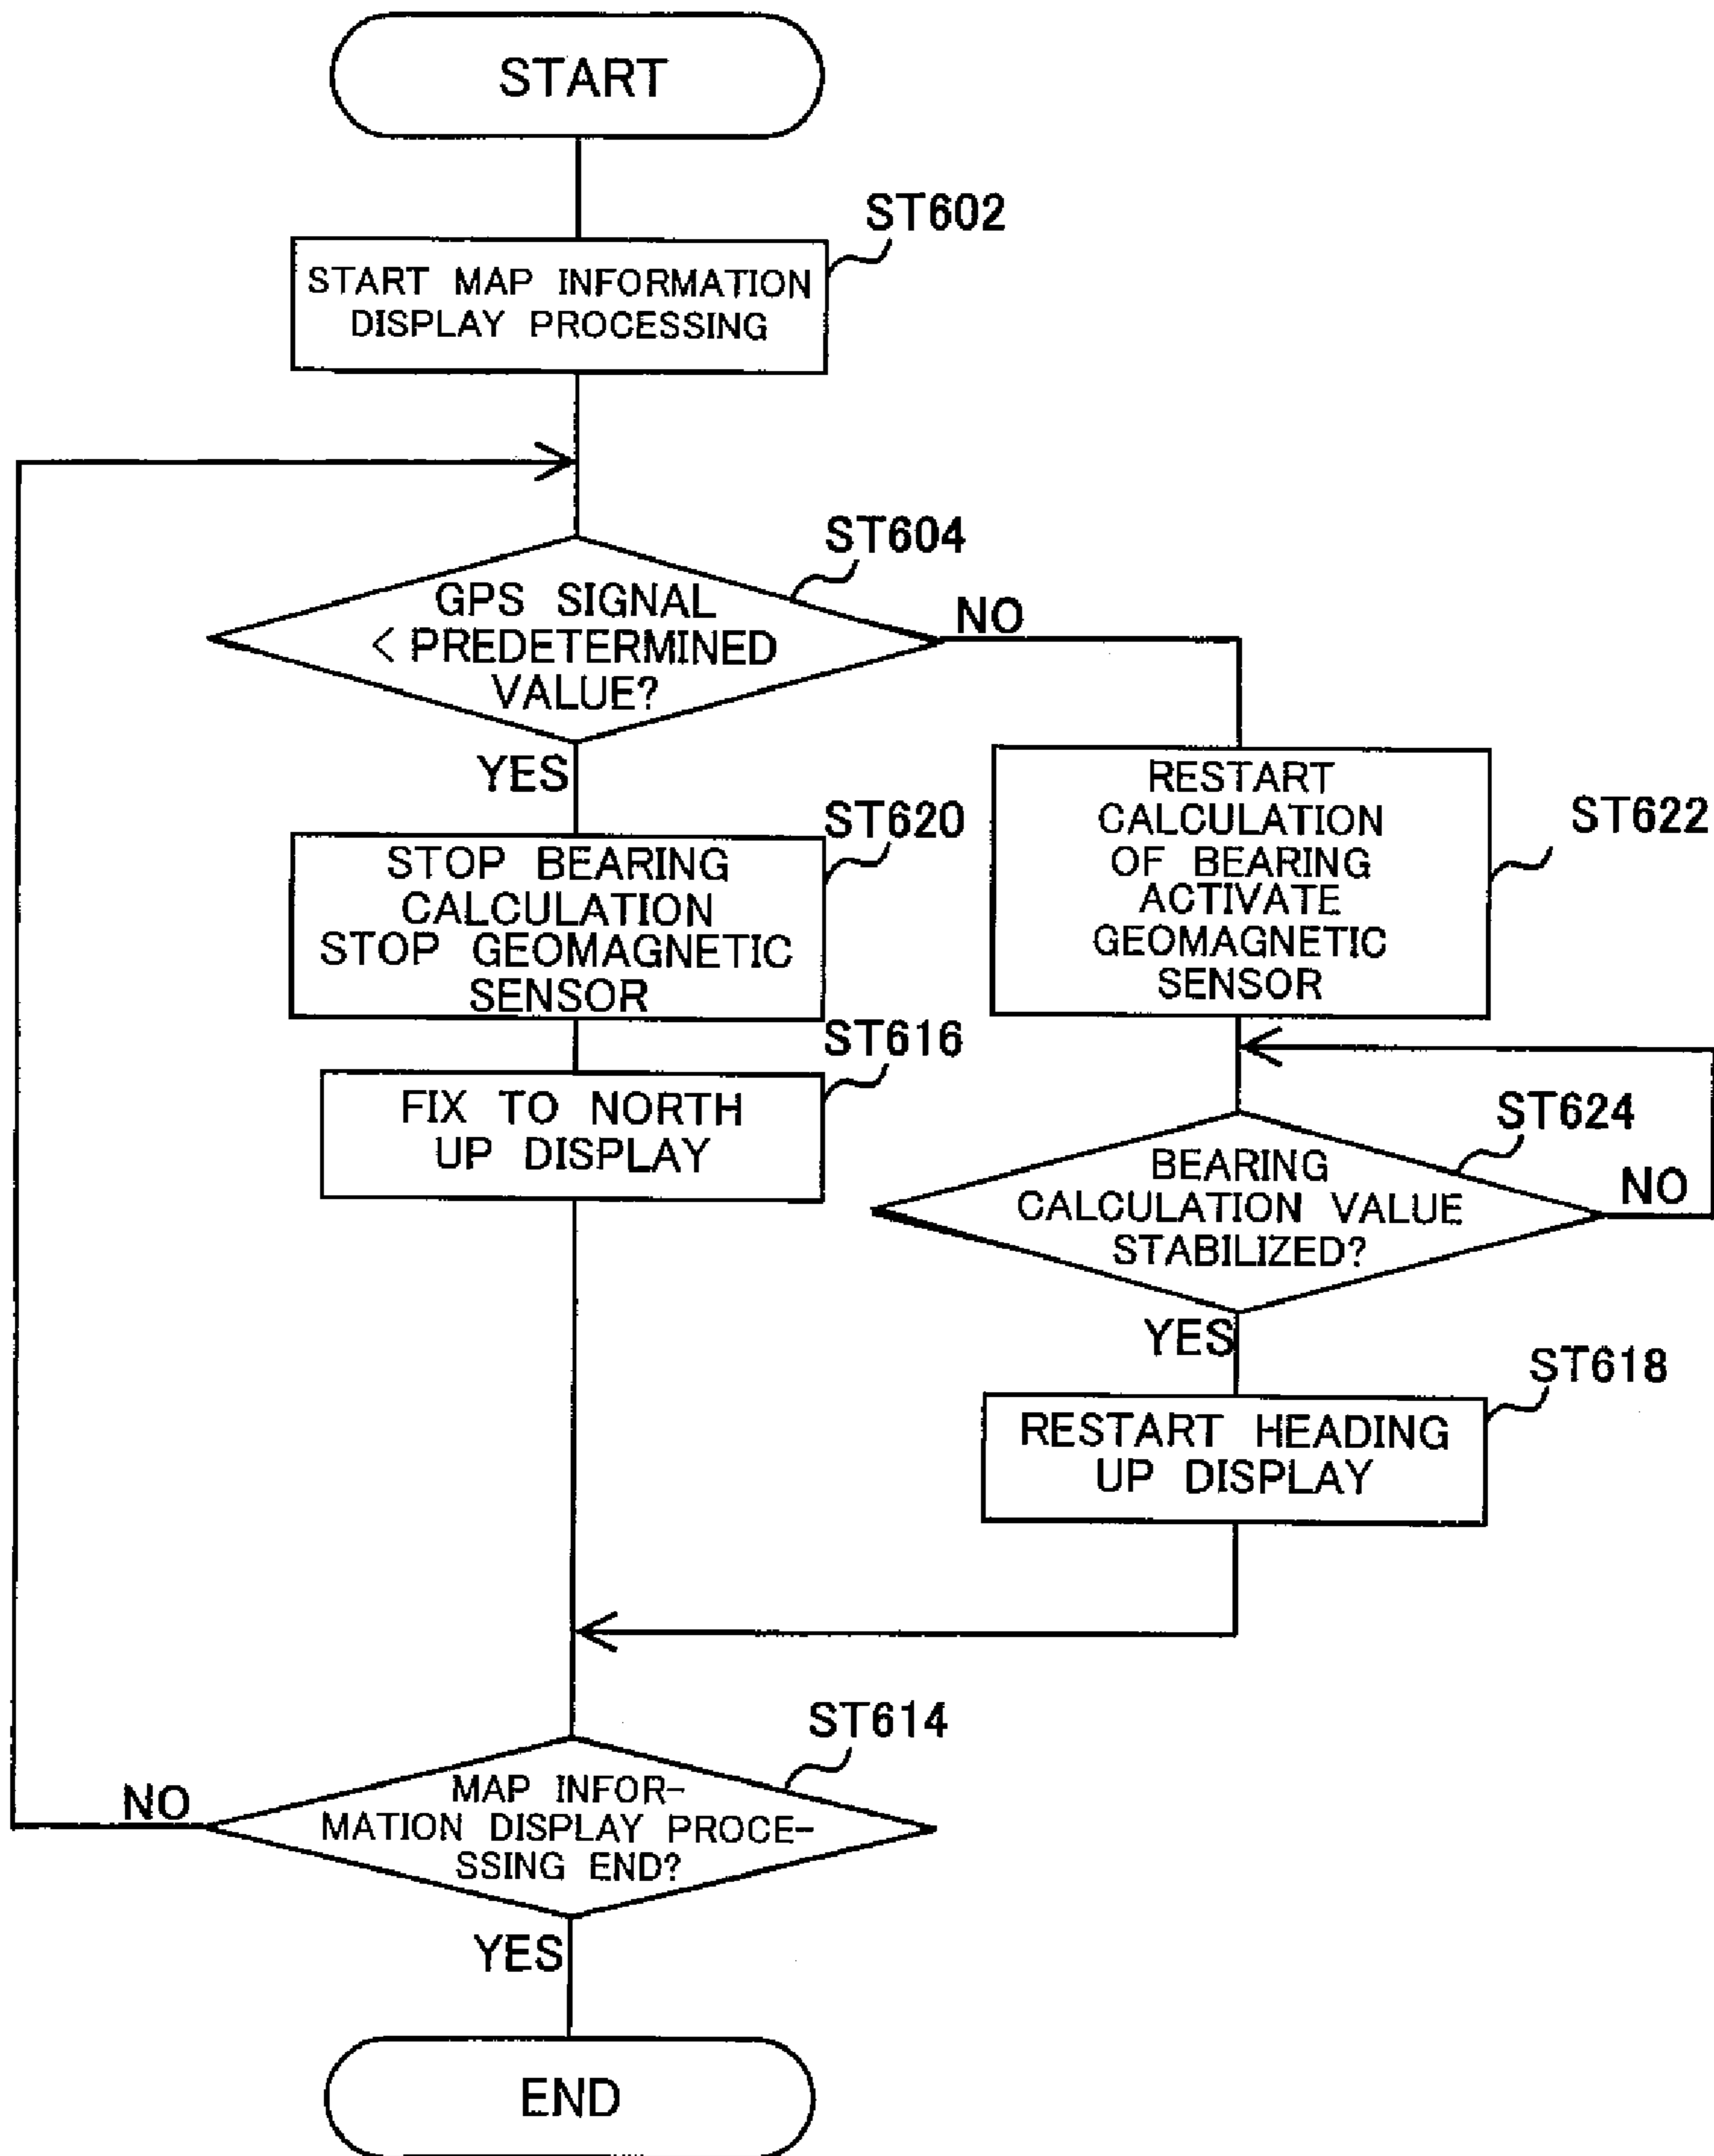 START
ST602
START MAP INFORMATION
DISPLAY PROCESSING
ST604
GPS SIGNAL
< PREDETERMINED
VALUE?
NO
YES
ST620
STOP BEARING
CALCULATION
STOP GEOMAGNETIC
SENSOR
ST622
RESTART
CALCULATION
OF BEARING
ACTIVATE
GEOMAGNETIC
SENSOR
ST616
FIX TO NORTH
UP DISPLAY
ST624
BEARING
CALCULATION VALUE
STABILIZED?
NO
YES
ST618
RESTART HEADING
UP DISPLAY
ST614
MAP INFOR-
MATION DISPLAY PROCE-
SSING END?
NO
YES
END